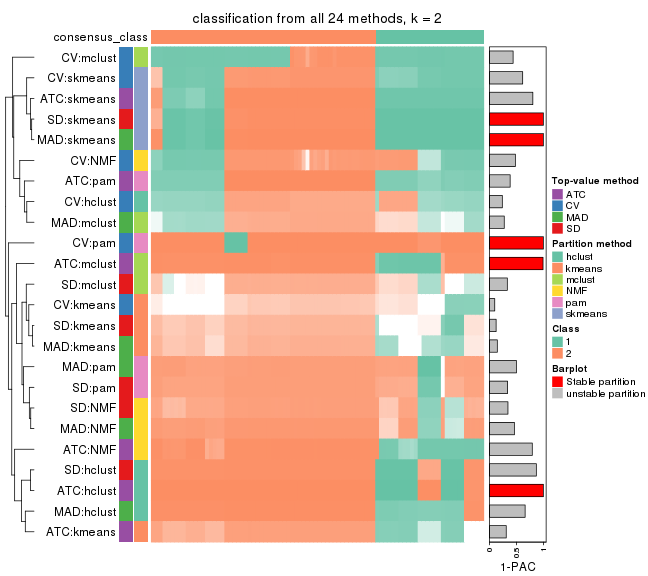 classification from all 24 methods, k = 2
consensus_class
CV:mclust
CV:skmeans
ATC:skmeans
SD:skmeans
MAD:skmeans
CV:NMF
ATC:pam
CV:hclust
MAD:mclust
CV:pam
ATC:mclust
SD:mclust
CV:kmeans
SD:kmeans
MAD:kmeans
MAD:pam
SD:pam
SD:NMF
MAD:NMF
ATC:NMF
SD:hclust
ATC:hclust
MAD:hclust
ATC:kmeans
0
0.5
1
1-PAC
Top-value method
ATC
CV
MAD
SD
Partition method
hclust
kmeans
mclust
NMF
pam
skmeans
Class
1
2
Barplot
Stable partition
unstable partition